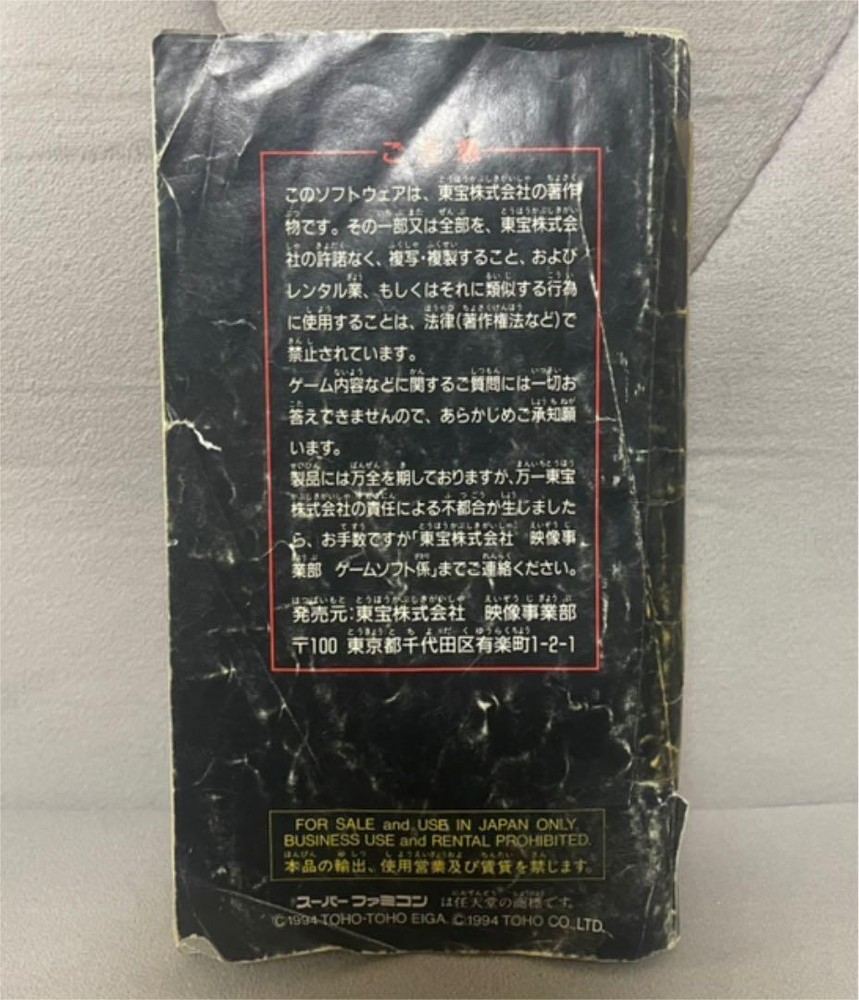 ご注意
このソフトウェアは、東宝株式会社の著作
物です。その一部又は全部を、東宝株式会
社の許諾なく、複写・複製すること、および
レンタル業、もしくはそれに類似する行為
に使用することは、法律(著作権法など)で
禁止されています。
ゲーム内容などに関するご質問には一切お
答えできませんので、あらかじめご承知願
います。
製品には万全を期しておりますが、万一東宝
株式会社の責任による不都合が生じました
ら、お手数ですが「東宝株式会社 映像事
業部 ゲームソフト係」までご連絡ください。
発売元:東宝株式会社 映像事業部
〒100 東京都千代田区有楽町1-2-1
FOR SALE and USE IN JAPAN ONLY.
BUSINESS USE and RENTAL PROHIBITED.
本品の輸出、使用営業及び賃貸を禁じます。
スーパーファミコンは任天堂の商標です。
©1994 TOHO-TOHO EIGA. ©1994 TOHO CO.,LTD.